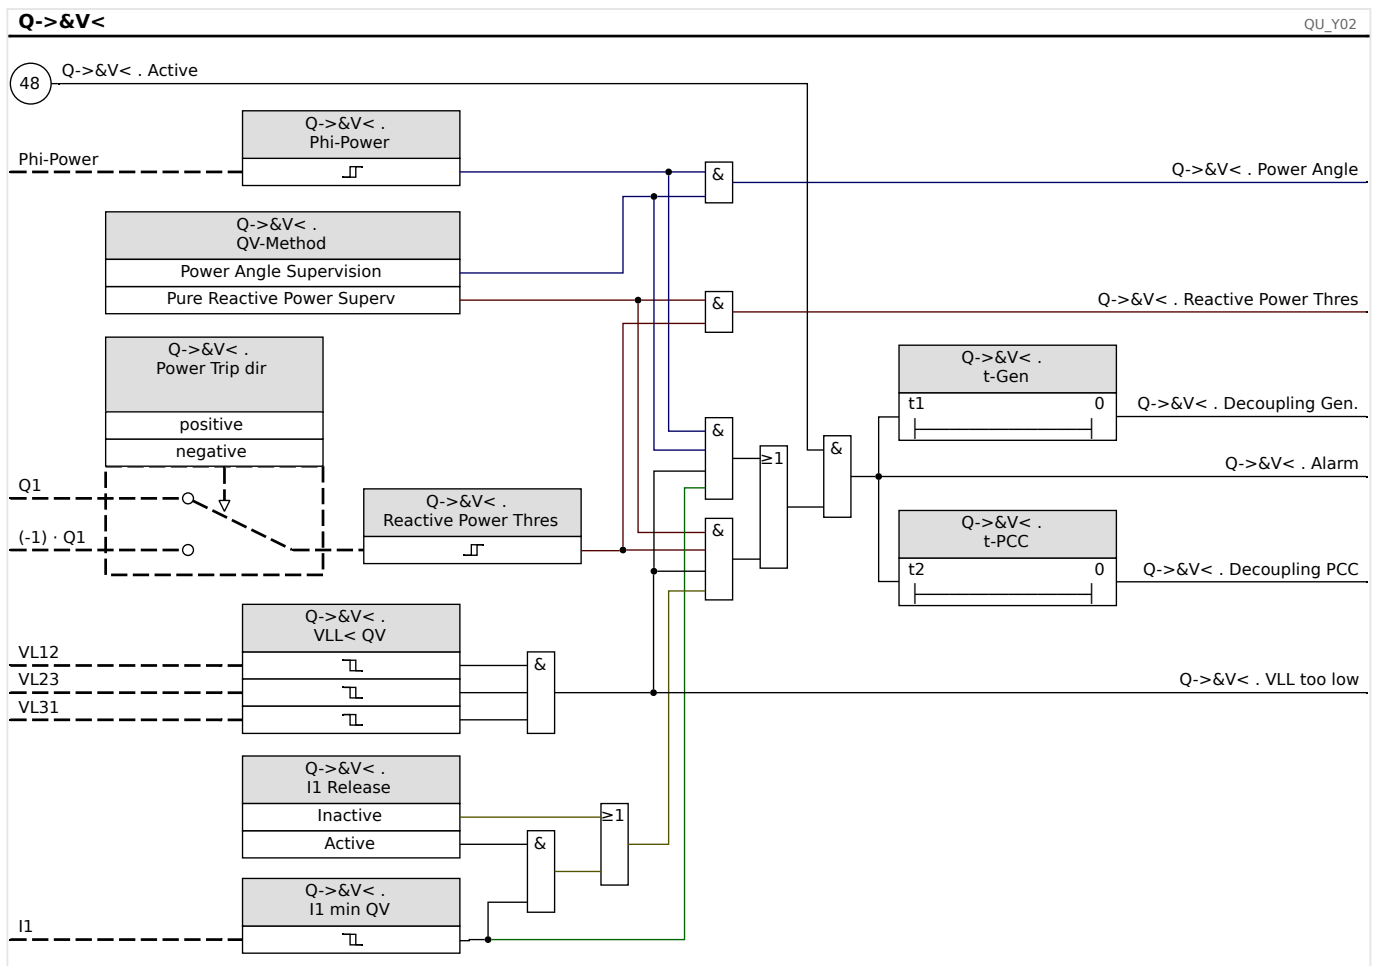 Q->&V<
QU_Y02
48
Q->&V< . Active
Q->&V< .
Phi-Power
Phi-Power
&
Q->&V< . Power Angle
Q->&V< .
QV-Method
Power Angle Supervision
Pure Reactive Power Superv
&
Q->&V< . Reactive Power Thres
Q->&V< .
Power Trip dir
positive
negative
Q->&V< .
t-Gen
t1 0
Q->&V< . Decoupling Gen.
&
≥1
&
Q->&V< . Alarm
Q1
(-1) · Q1
Q->&V< .
Reactive Power Thres
&
Q->&V< .
t-PCC
t2 0
Q->&V< . Decoupling PCC
Q->&V< .
VLL< QV
VL12
VL23
VL31
&
Q->&V< . VLL too low
Q->&V< .
I1 Release
Inactive
Active
≥1
&
Q->&V< .
I1 min QV
I1